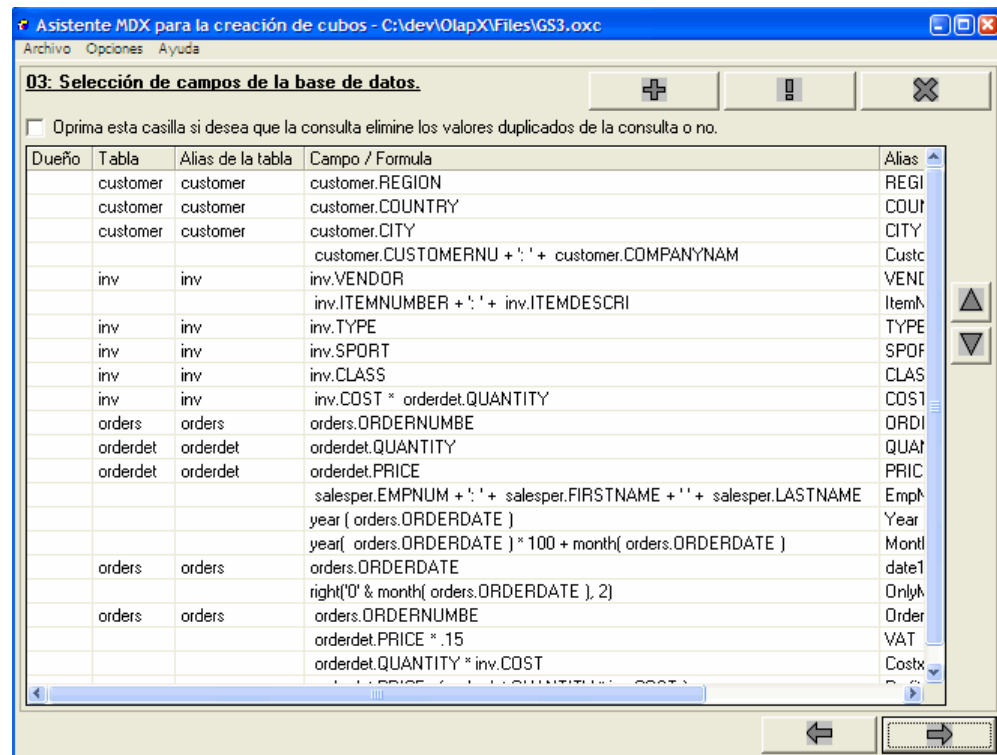 Asistente MDX para la creación de cubos - C:\dev\OlapX\Files\GS3.oxc
Archivo Opciones Ayuda
03: Selección de campos de la base de datos.
Oprima esta casilla si desea que la consulta elimine los valores duplicados de la consulta o no.
Dueño Tabla Alias de la tabla Campo / Formula Alias
customer customer customer.REGION REGI
customer customer customer.COUNTRY COUN
customer customer customer.CITY CITY
customer.CUSTOMERNU + ': ' + customer.COMPANYNAM Custo
inv inv inv.VENDOR VEND
inv.ITEMNUMBER + ': ' + inv.ITEMDESCRI ItemN
inv inv inv.TYPE TYPE
inv inv inv.SPORT SPOR
inv inv inv.CLASS CLAS
inv inv inv.COST * orderdet.QUANTITY COST
orders orders orders.ORDERNUMBE ORDI
orderdet orderdet orderdet.QUANTITY QUAN
orderdet orderdet orderdet.PRICE PRIC
salesper.EMPNUM + ': ' + salesper.FIRSTNAME + ' ' + salesper.LASTNAME EmpN
year ( orders.ORDERDATE ) Year
year( orders.ORDERDATE ) * 100 + month( orders.ORDERDATE ) Montl
orders orders orders.ORDERDATE date1
right('0' & month( orders.ORDERDATE ), 2) OnlyM
orders orders orders.ORDERNUMBE Order
orderdet.PRICE * .15 VAT
orderdet.QUANTITY * inv.COST Costx